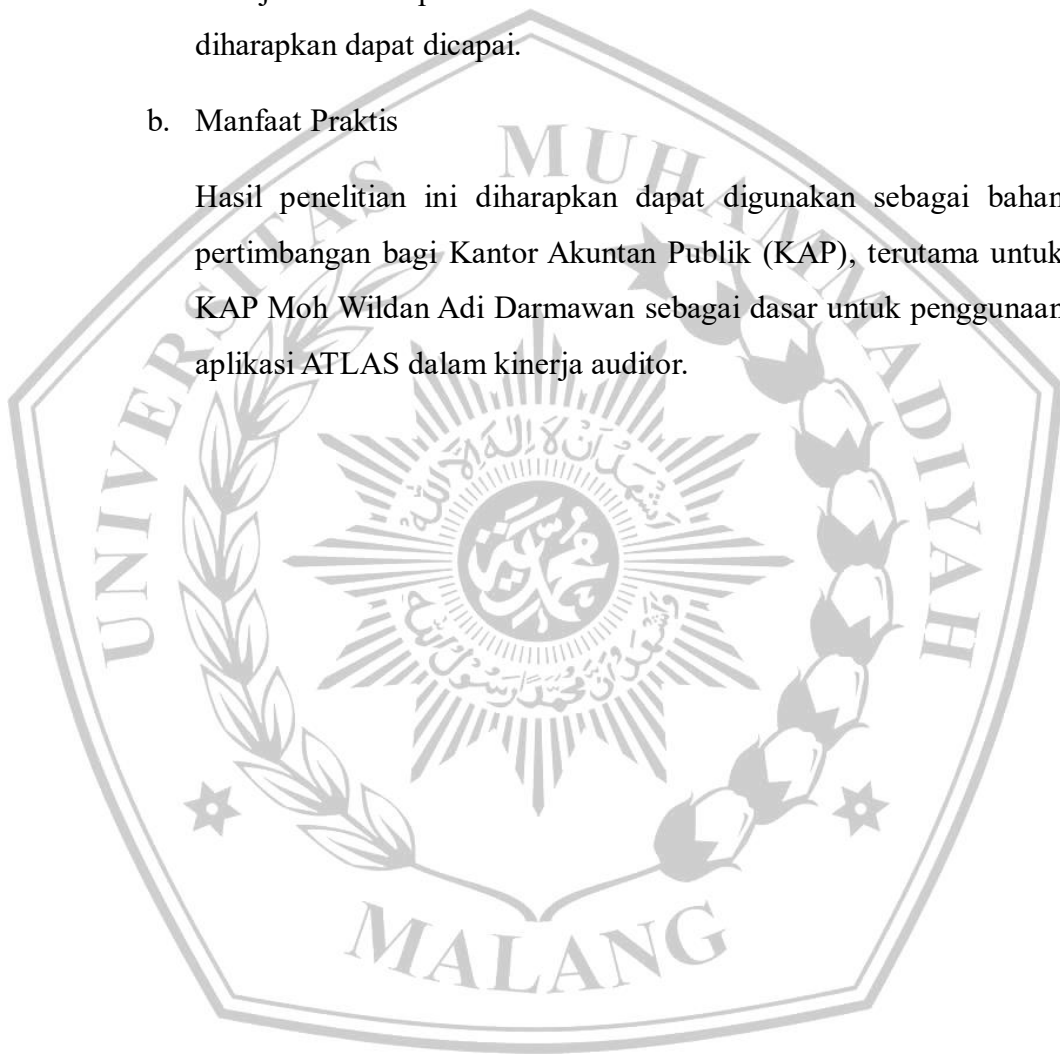 diharapkan dapat dicapai.
b. Manfaat Praktis
Hasil penelitian ini diharapkan dapat digunakan sebagai bahan
pertimbangan bagi Kantor Akuntan Publik (KAP), terutama untuk
KAP Moh Wildan Adi Darmawan sebagai dasar untuk penggunaan
aplikasi ATLAS dalam kinerja auditor.
UNIVERSITAS MUHAMMADIYAH
MALANG